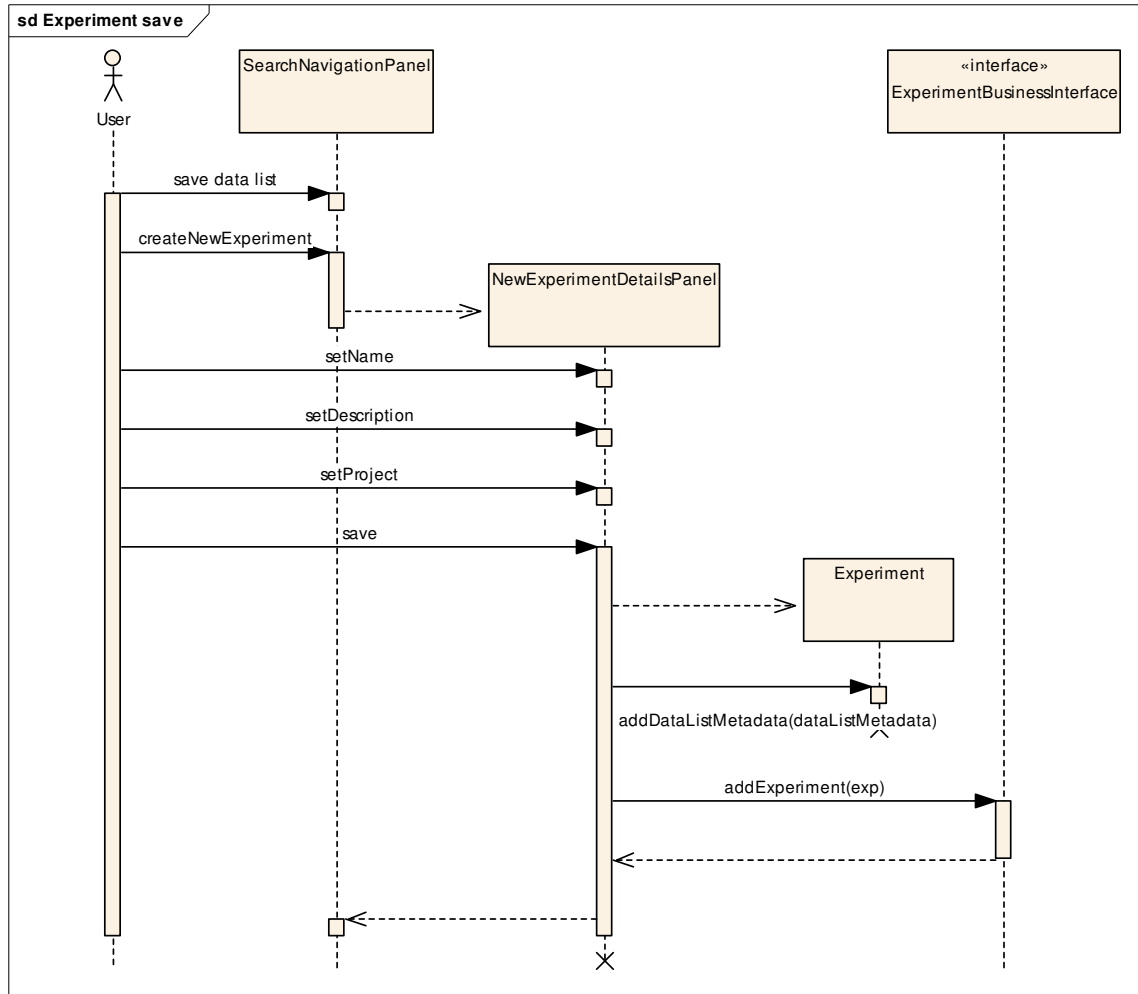 sd Experiment save
User
SearchNavigationPanel
«interface»
ExperimentBusinessInterface
save data list
createNewExperiment
NewExperimentDetailsPanel
setName
setDescription
setProject
save
Experiment
addDataListMetadata(dataListMetadata)
addExperiment(exp)